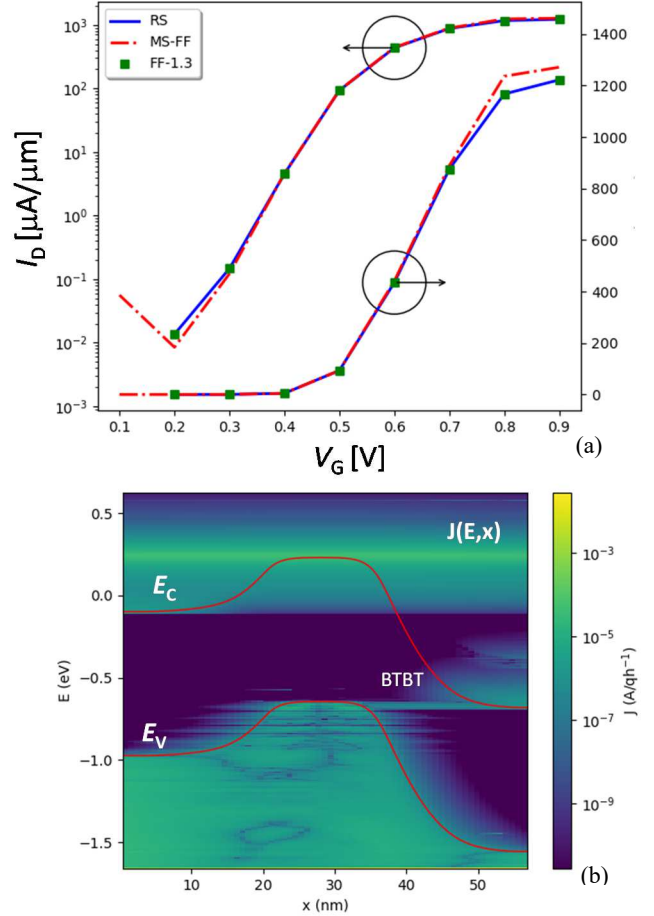 RS
MS-FF
FF-1.3
10³
10²
10¹
10⁰
10⁻¹
10⁻²
10⁻³
I_D [µA/µm]
1400
1200
1000
800
600
400
200
0
0.1 0.2 0.3 0.4 0.5 0.6 0.7 0.8 0.9
V_G [V]
(a)
J(E,x)
E_C
BTBT
E_V
0.5
0.0
−0.5
−1.0
−1.5
E (eV)
0 10 20 30 40 50
x (nm)
10⁻³
10⁻⁵
10⁻⁷
10⁻⁹
J (A/qh⁻¹)
(b)